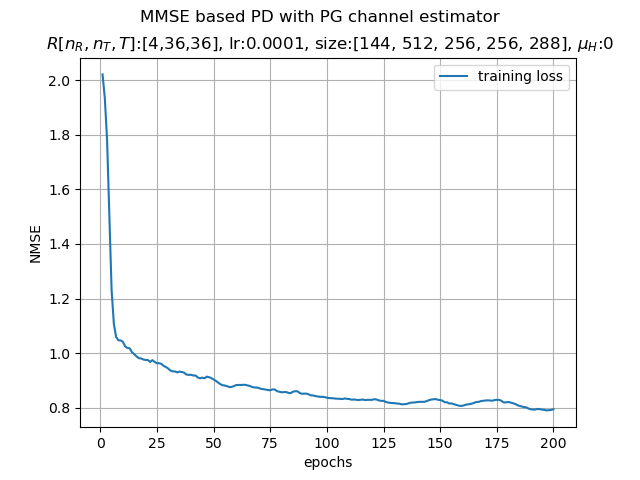 MMSE based PD with PG channel estimator
R[n_R, n_T, T]:[4,36,36], lr:0.0001, size:[144, 512, 256, 256, 288], μ_H:0
training loss
2.0
1.8
1.6
1.4
1.2
1.0
0.8
NMSE
0 25 50 75 100 125 150 175 200
epochs